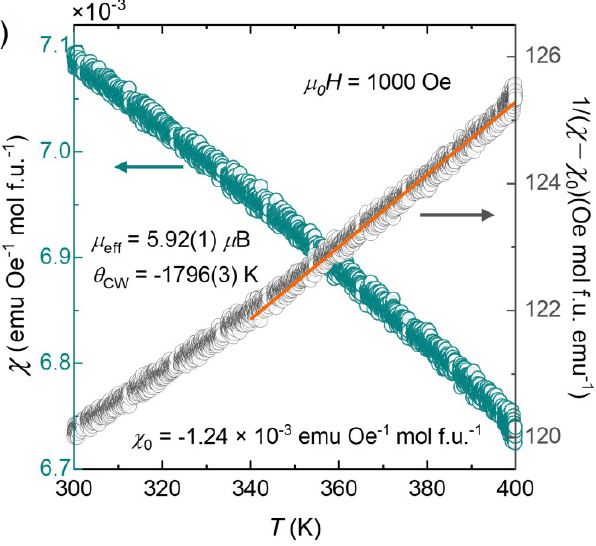 )
×10⁻³
7.1
7.0
6.9
6.8
6.7
χ (emu Oe⁻¹ mol f.u.⁻¹)
μ₀H = 1000 Oe
μeff = 5.92(1) μB
θCW = -1796(3) K
χ₀ = -1.24 × 10⁻³ emu Oe⁻¹ mol f.u.⁻¹
126
124
122
120
1/(χ – χ₀)(Oe mol f.u. emu⁻¹)
300 320 340 360 380 400
T (K)